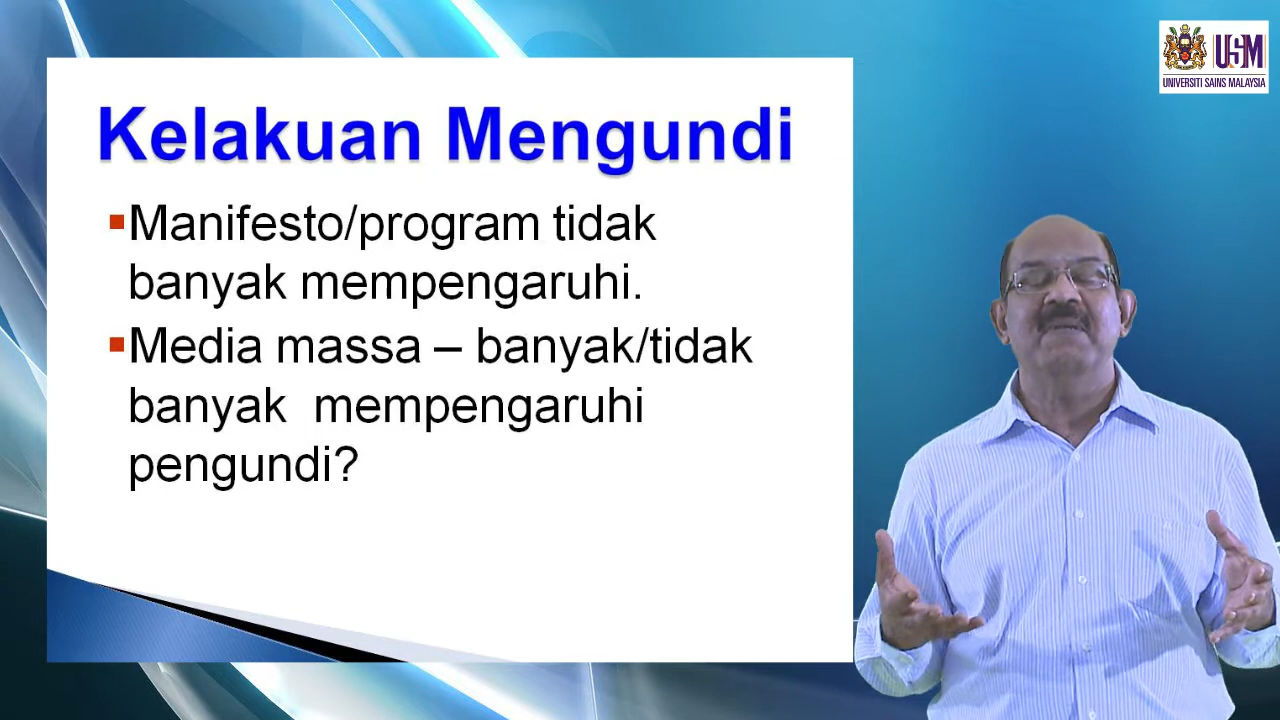 USM
UNIVERSITI SAINS MALAYSIA
Kelakuan Mengundi
Manifesto/program tidak
banyak mempengaruhi.
Media massa – banyak/tidak
banyak mempengaruhi
pengundi?